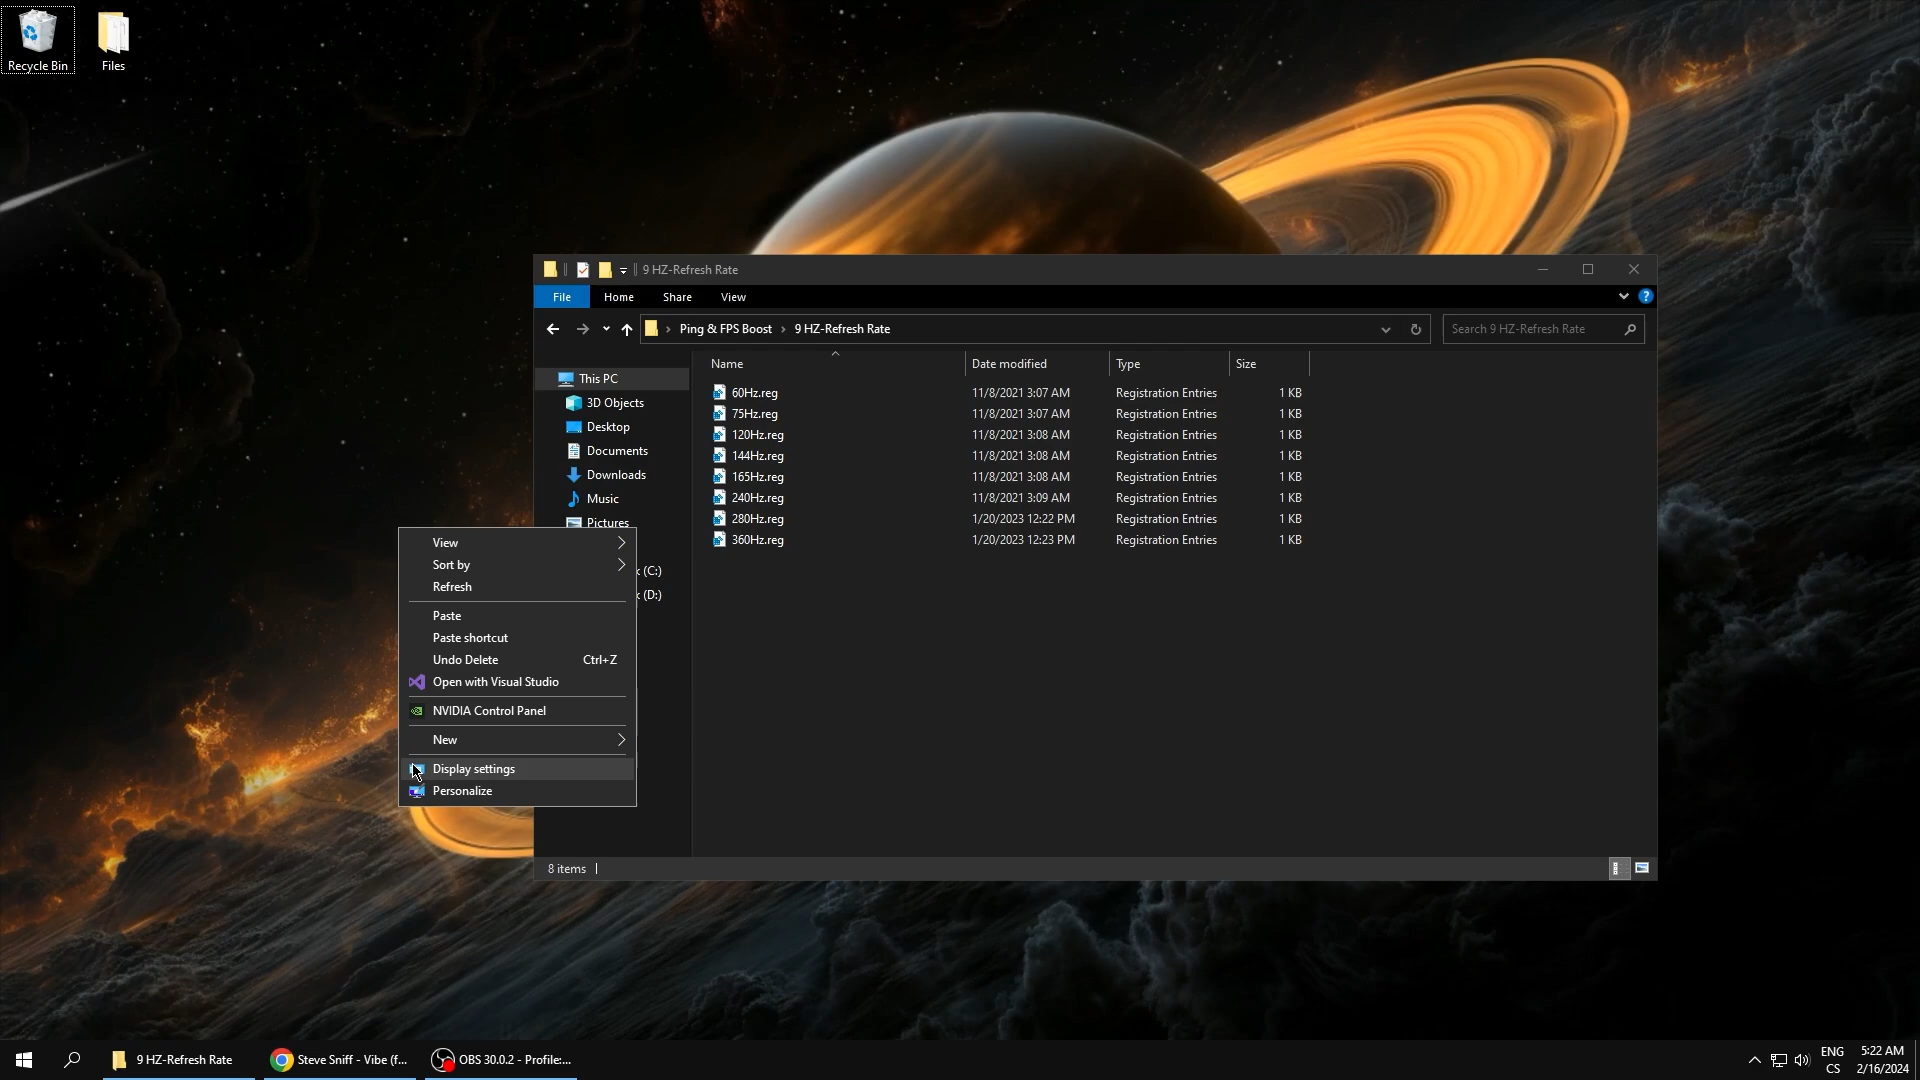 Recycle Bin
Files
9 HZ-Refresh Rate
File
Home
Share
View
Ping & FPS Boost
9 HZ-Refresh Rate
Search 9 HZ-Refresh Rate
This PC
3D Objects
Desktop
Documents
Downloads
Music
Pictures
(C:)
(D:)
Name
Date modified
Type
Size
60Hz.reg 11/8/2021 3:07 AM Registration Entries 1 KB
75Hz.reg 11/8/2021 3:07 AM Registration Entries 1 KB
120Hz.reg 11/8/2021 3:08 AM Registration Entries 1 KB
144Hz.reg 11/8/2021 3:08 AM Registration Entries 1 KB
165Hz.reg 11/8/2021 3:08 AM Registration Entries 1 KB
240Hz.reg 11/8/2021 3:09 AM Registration Entries 1 KB
280Hz.reg 1/20/2023 12:22 PM Registration Entries 1 KB
360Hz.reg 1/20/2023 12:23 PM Registration Entries 1 KB
View
Sort by
Refresh
Paste
Paste shortcut
Undo Delete Ctrl+Z
Open with Visual Studio
NVIDIA Control Panel
New
Display settings
Personalize
8 items
9 HZ-Refresh Rate
Steve Sniff - Vibe (f...
OBS 30.0.2 - Profile:...
ENG
CS
5:22 AM
2/16/2024